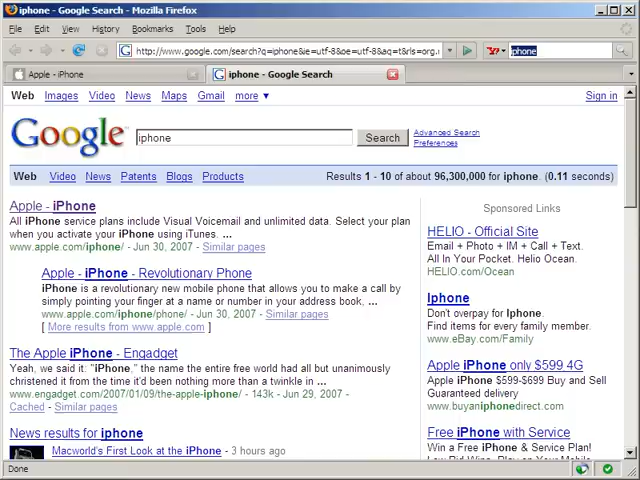 iphone - Google Search - Mozilla Firefox
File Edit View History Bookmarks Tools Help
http://www.google.com/search?q=iphone&ie=utf-8&oe=utf-8&aq=t&rls=org.
iphone
Apple - iPhone
iphone - Google Search
Web Images Video News Maps Gmail more ▼ Sign in
Google
iphone
Search
Advanced Search
Preferences
Web Video News Patents Blogs Products Results 1 - 10 of about 96,300,000 for iphone. (0.11 seconds)
Apple - iPhone
All iPhone service plans include Visual Voicemail and unlimited data. Select your plan
when you activate your iPhone using iTunes. ...
www.apple.com/iphone/ - Jun 30, 2007 - Similar pages
Apple - iPhone - Revolutionary Phone
iPhone is a revolutionary new mobile phone that allows you to make a call by
simply pointing your finger at a name or number in your address book, ...
www.apple.com/iphone/phone/ - Jun 30, 2007 - Similar pages
[ More results from www.apple.com ]
The Apple iPhone - Engadget
Yeah, we said it: "iPhone," the name the entire free world had all but unanimously
christened it from the time it'd been nothing more than a twinkle in ...
www.engadget.com/2007/01/09/the-apple-iphone/ - 143k - Jun 29, 2007 -
Cached - Similar pages
News results for iphone
Macworld's First Look at the iPhone - 3 hours ago
Sponsored Links
HELIO - Official Site
Email + Photo + IM + Call + Text.
All In Your Pocket. Helio Ocean.
HELIO.com/Ocean
Iphone
Don't overpay for Iphone.
Find items for every family member.
www.eBay.com/Family
Apple Iphone only $599 4G
Apple iPhone $599-$699 Buy and Sell
Guaranteed delivery
www.buyaniphonedirect.com
Free iPhone with Service
Win a Free iPhone & Service Plan!
Done